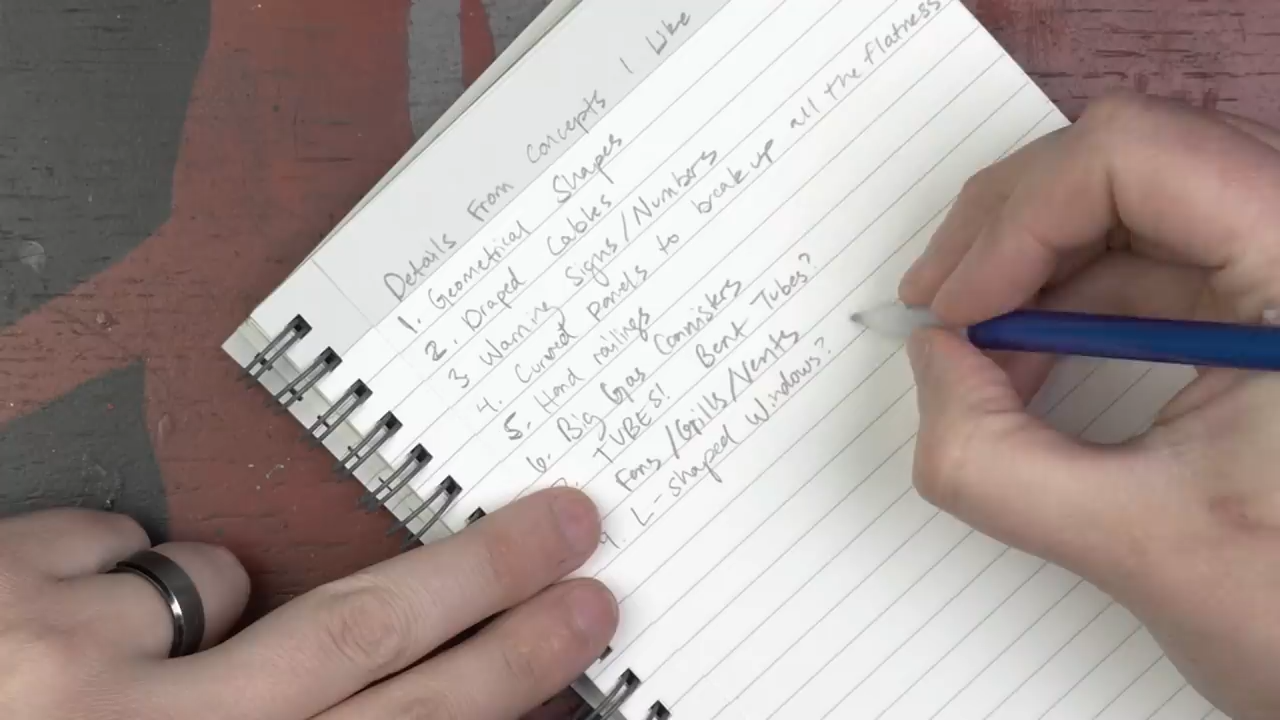 Details From Concepts I Like
1. Geometrical Shapes
2. Draped Cables
3 Warning Signs/Numbers
4. Curved Panels to break up all the flatness
5. Hand railings
6. Big Gas Cannisters
7. TUBES! Bent Tubes?
Fans/Grills/Vents
9. L-shaped Windows?